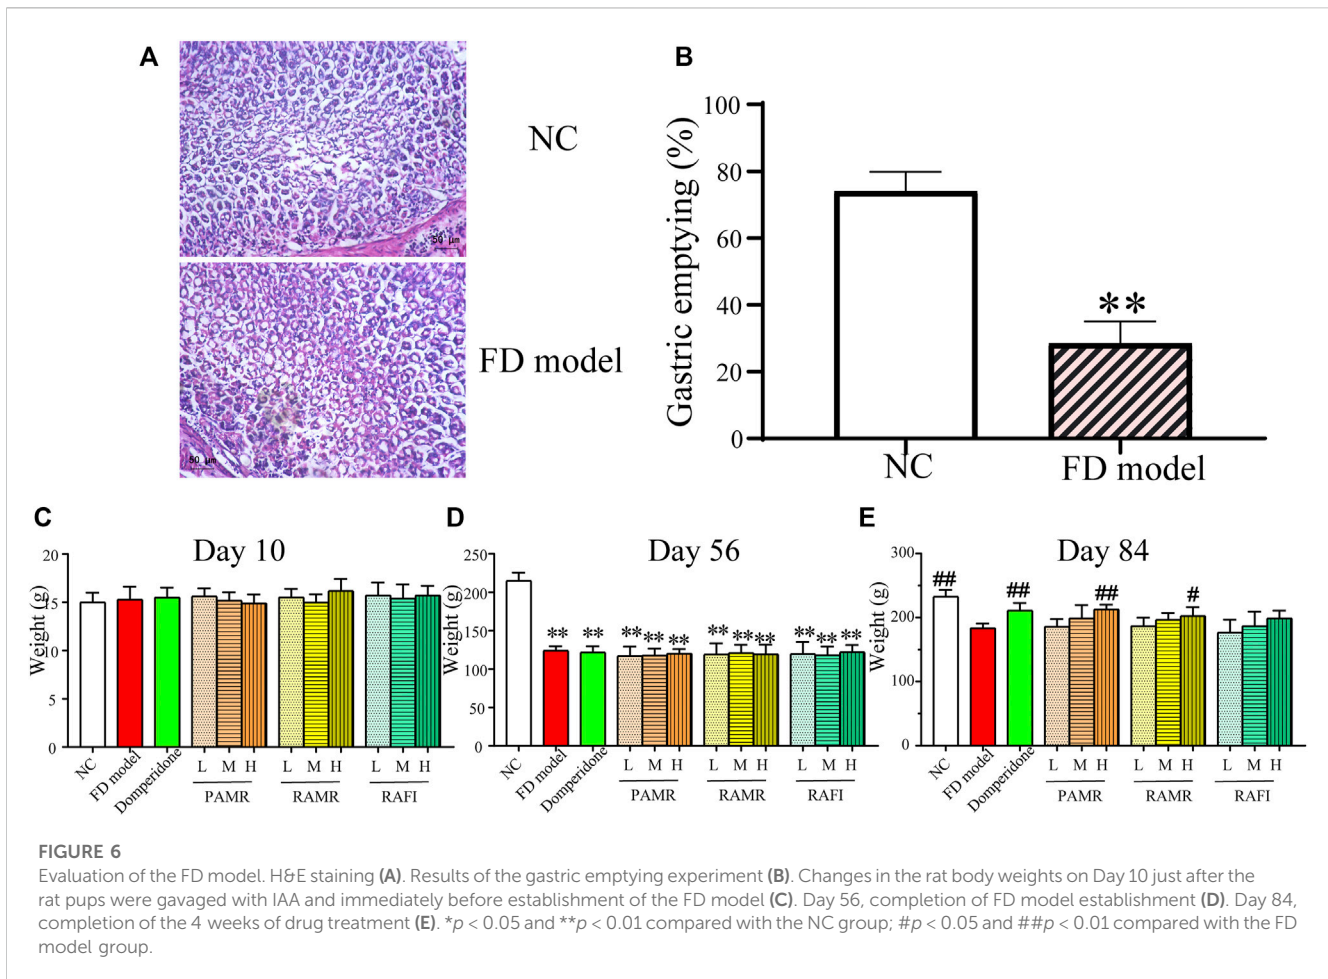 A
NC
50 μm
FD model
50 μm
B
Gastric emptying (%)
100
80
60
40
20
0
**
NC
FD model
C
Day 10
Weight (g)
20
15
10
5
0
NC
FD model
Domperidone
L M H
PAMR
L M H
RAMR
L M H
RAFI
D
Day 56
Weight (g)
250
200
150
100
50
0
** ** ** ** ** ** ** ** ** ** **
NC
FD model
Domperidone
L M H
PAMR
L M H
RAMR
L M H
RAFI
E
Day 84
Weight (g)
300
200
100
0
## ## ## #
NC
FD model
Domperidone
L M H
PAMR
L M H
RAMR
L M H
RAFI
FIGURE 6
Evaluation of the FD model. H&E staining (A). Results of the gastric emptying experiment (B). Changes in the rat body weights on Day 10 just after the
rat pups were gavaged with IAA and immediately before establishment of the FD model (C). Day 56, completion of FD model establishment (D). Day 84,
completion of the 4 weeks of drug treatment (E). *p < 0.05 and **p < 0.01 compared with the NC group; #p < 0.05 and ##p < 0.01 compared with the FD
model group.